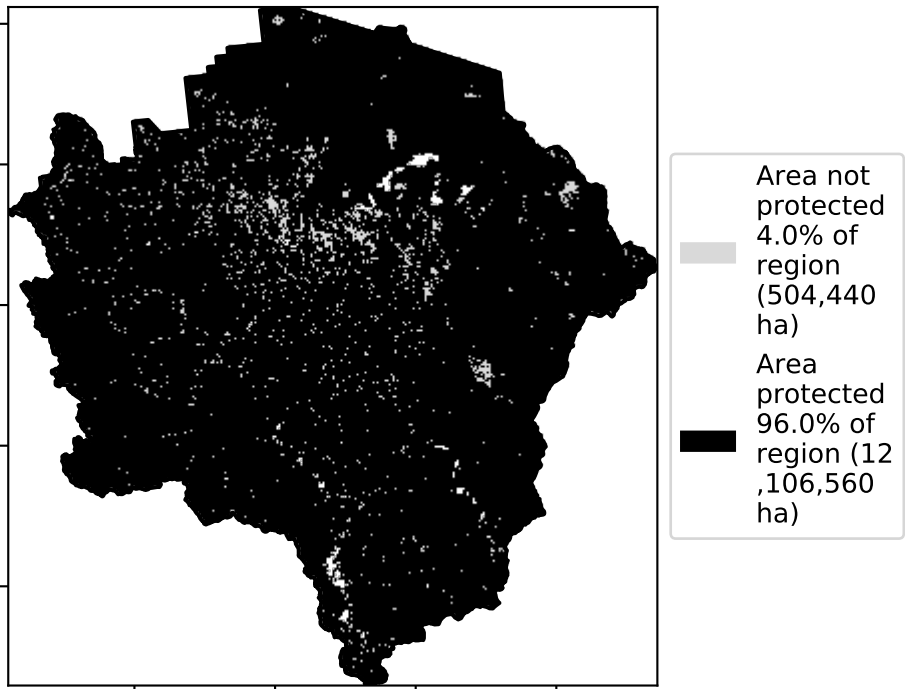 Area not
protected
4.0% of
region
(504,440
ha)
Area
protected
96.0% of
region (12
,106,560
ha)